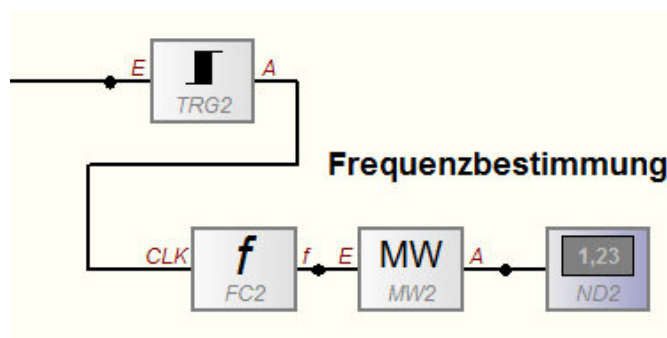 E A
TRG2
Frequenzbestimmung
CLK f f E MW A 1,23
FC2 MW2 ND2